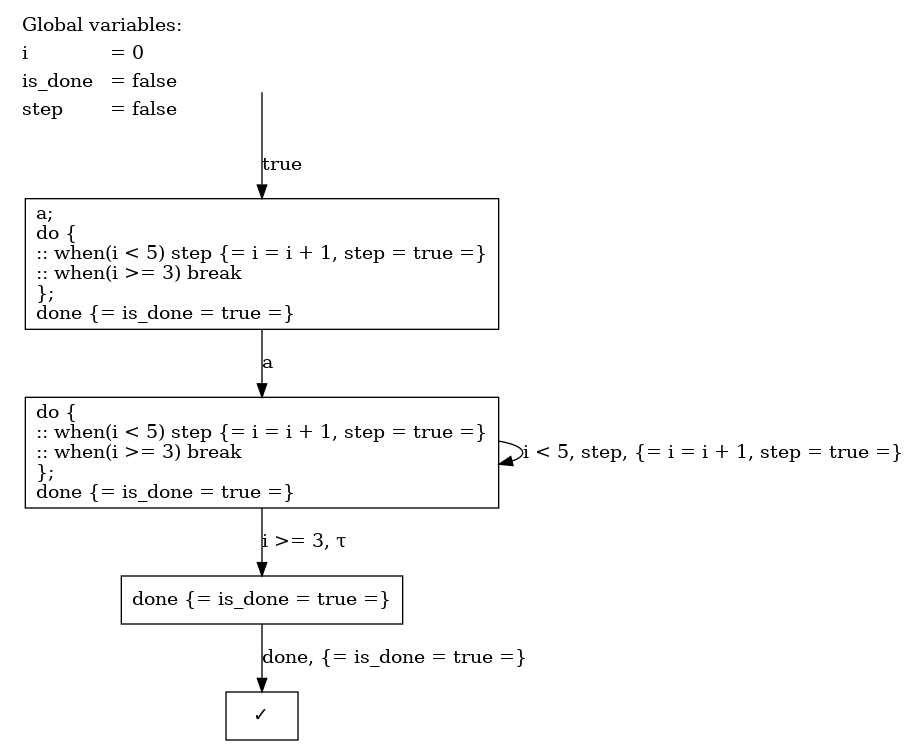 Global variables:
i = 0
is_done = false
step = false
true
a;
do {
:: when(i < 5) step {= i = i + 1, step = true =}
:: when(i >= 3) break
};
done {= is_done = true =}
a
do {
:: when(i < 5) step {= i = i + 1, step = true =}
:: when(i >= 3) break
};
done {= is_done = true =}
i < 5, step, {= i = i + 1, step = true =}
i >= 3, τ
done {= is_done = true =}
done, {= is_done = true =}
✓